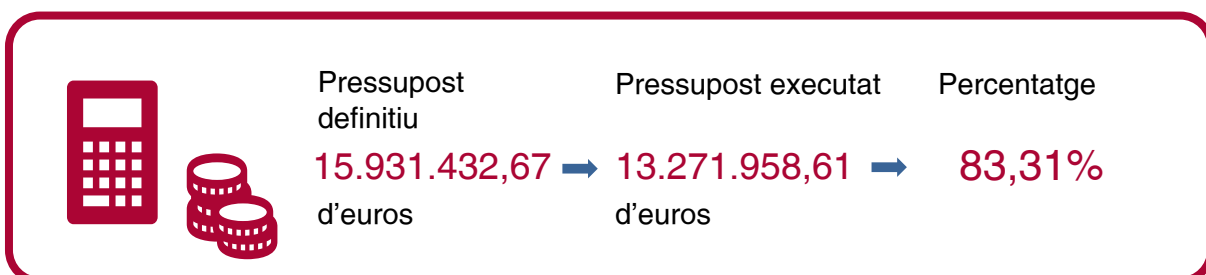 Pressupost
definitiu
15.931.432,67
d’euros
Pressupost executat
13.271.958,61
d’euros
Percentatge
83,31%